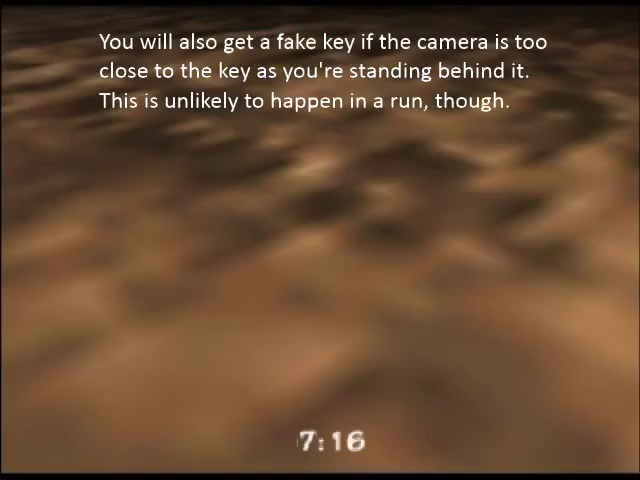 You will also get a fake key if the camera is too
close to the key as you're standing behind it.
This is unlikely to happen in a run, though.
7:16